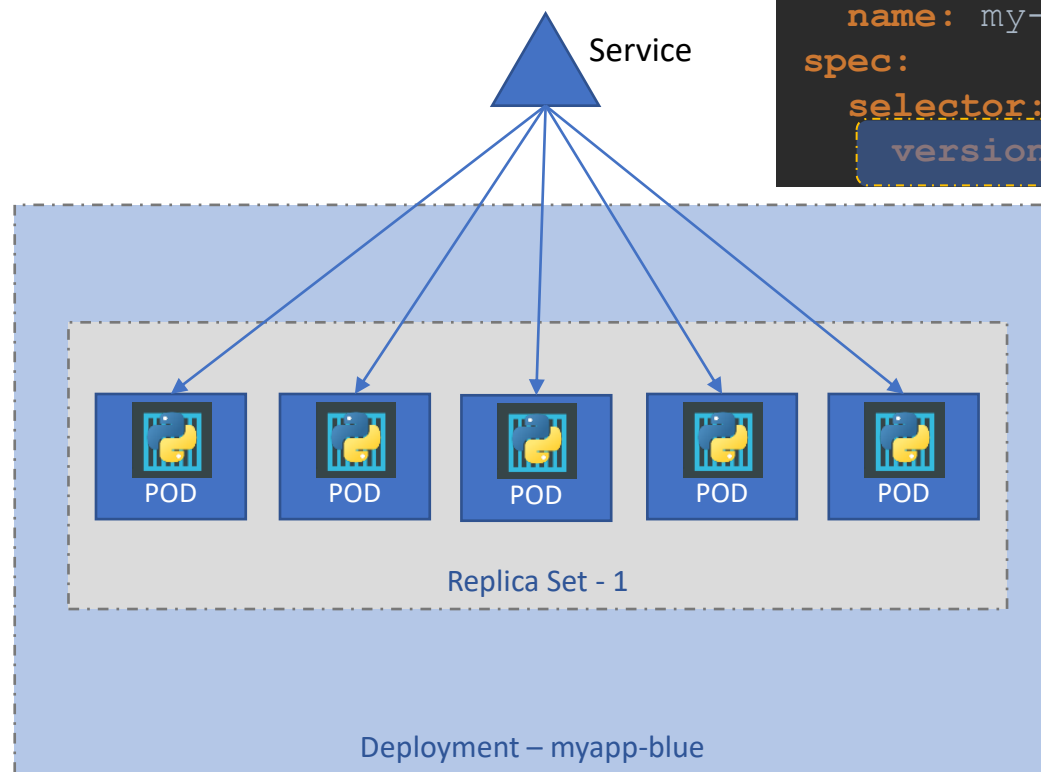 name: my-
spec:
selector:
version
Service
POD POD POD POD POD
Replica Set - 1
Deployment – myapp-blue